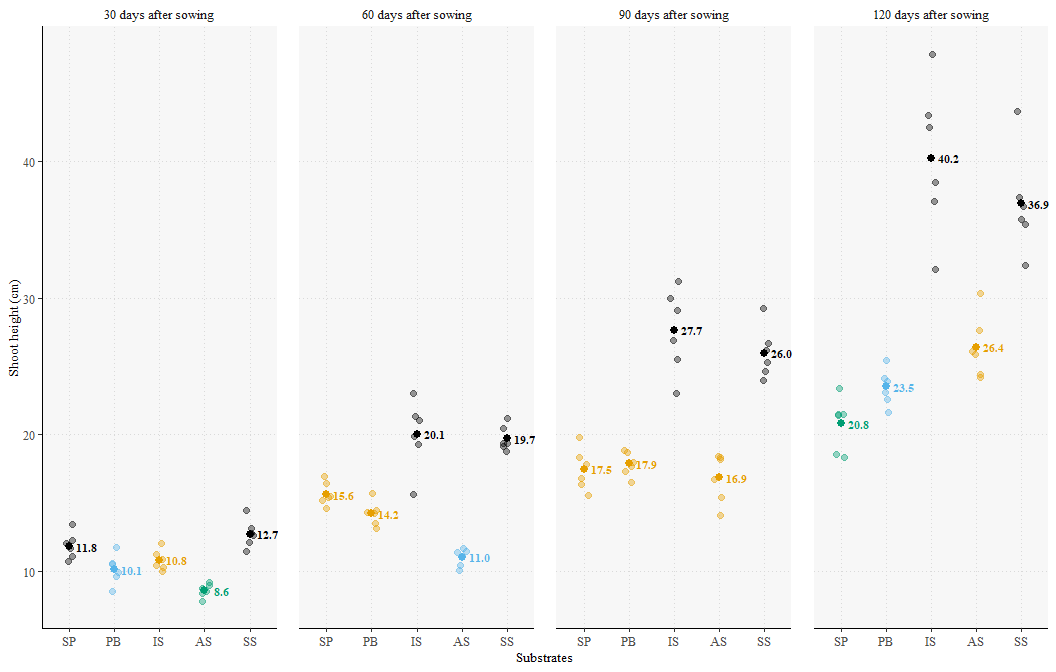 30 days after sowing
60 days after sowing
90 days after sowing
120 days after sowing
Shoot height (cm)
40
30
20
10
11.8
10.1
10.8
8.6
12.7
15.6
14.2
20.1
11.0
19.7
17.5
17.9
27.7
16.9
26.0
20.8
23.5
40.2
26.4
36.9
SP PB IS AS SS
SP PB IS AS SS
SP PB IS AS SS
SP PB IS AS SS
Substrates